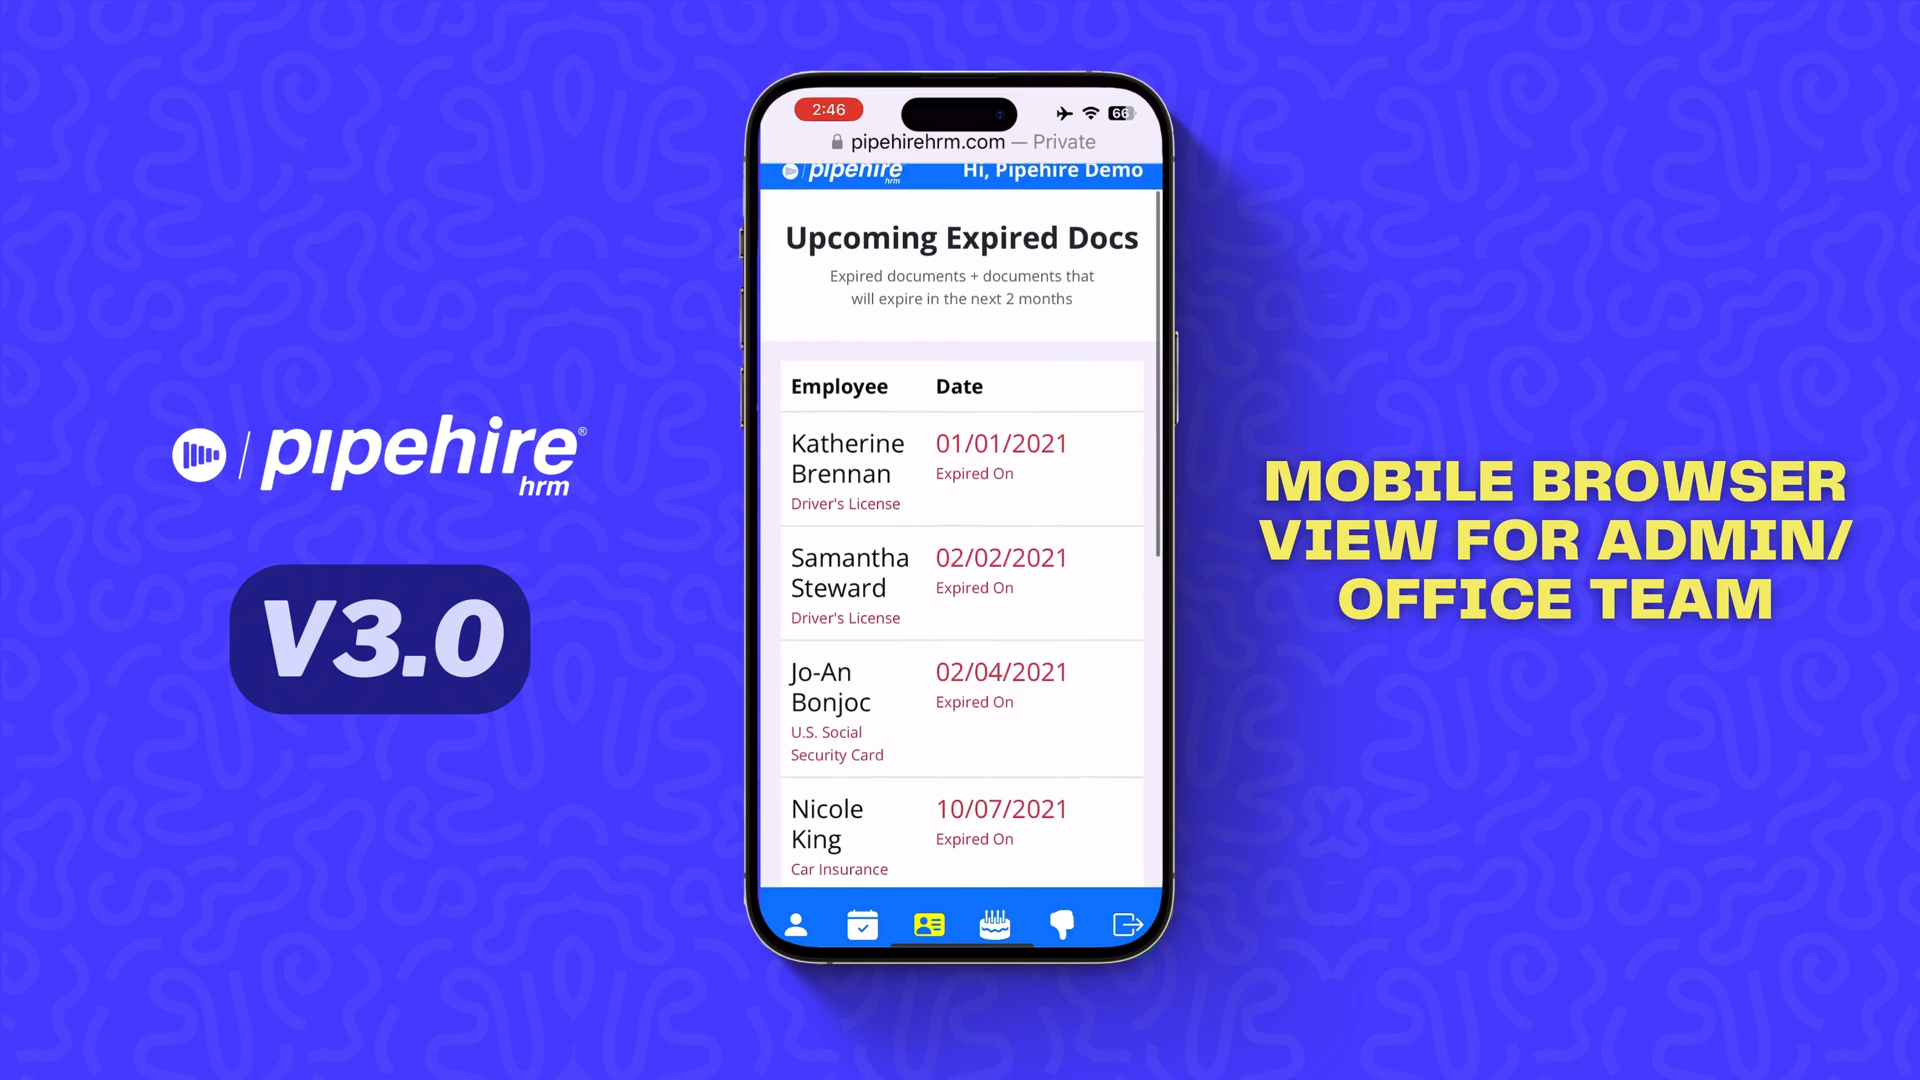 pipehire®
hrm
V3.0
2:46
66
pipehirehrm.com — Private
pipehire
hrm
Hi, Pipehire Demo
Upcoming Expired Docs
Expired documents + documents that
will expire in the next 2 months
Employee Date
Katherine
Brennan
Driver's License
01/01/2021
Expired On
Samantha
Steward
Driver's License
02/02/2021
Expired On
Jo-An
Bonjoc
U.S. Social
Security Card
02/04/2021
Expired On
Nicole
King
Car Insurance
10/07/2021
Expired On
MOBILE BROWSER
VIEW FOR ADMIN/
OFFICE TEAM